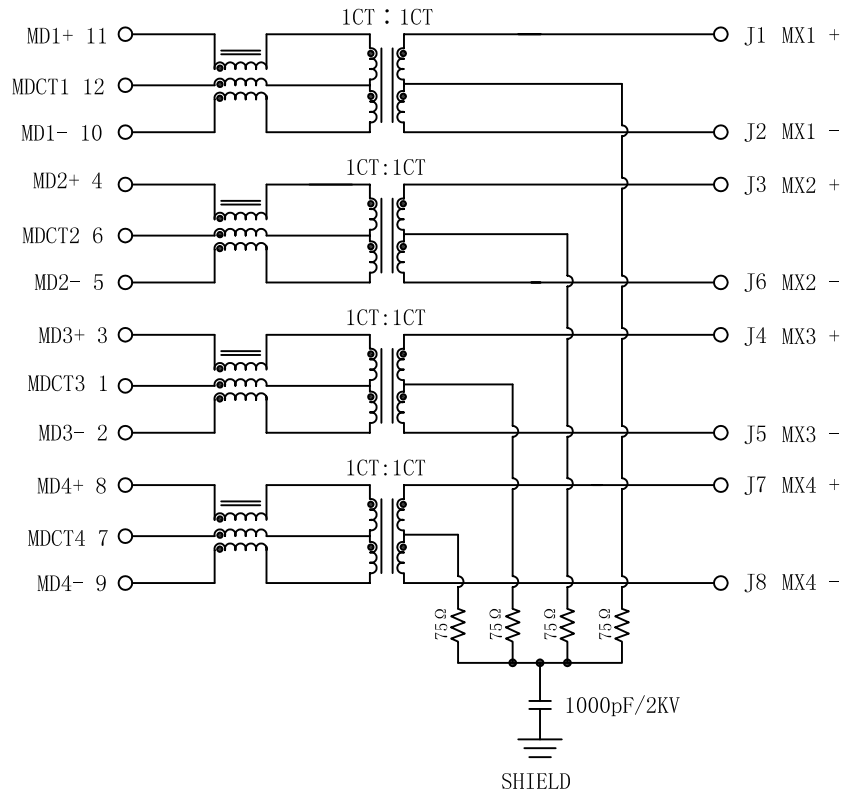 1CT : 1CT
MD1+ 11
J1 MX1 +
MDCT1 12
MD1- 10
J2 MX1 -
1CT:1CT
MD2+ 4
J3 MX2 +
MDCT2 6
MD2- 5
J6 MX2 -
1CT:1CT
MD3+ 3
J4 MX3 +
MDCT3 1
MD3- 2
J5 MX3 -
1CT:1CT
MD4+ 8
J7 MX4 +
MDCT4 7
MD4- 9
J8 MX4 -
75Ω
75Ω
75Ω
75Ω
1000pF/2KV
SHIELD